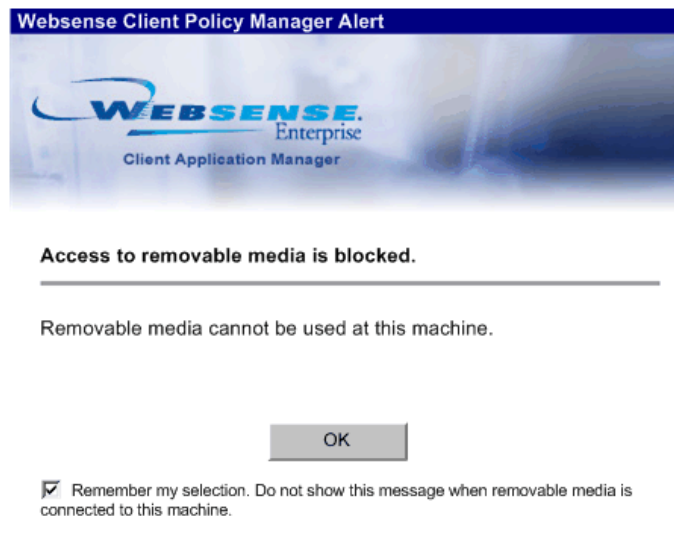 Websense Client Policy Manager Alert
WEBSENSE.
Enterprise
Client Application Manager
Access to removable media is blocked.
Removable media cannot be used at this machine.
OK
Remember my selection. Do not show this message when removable media is
connected to this machine.